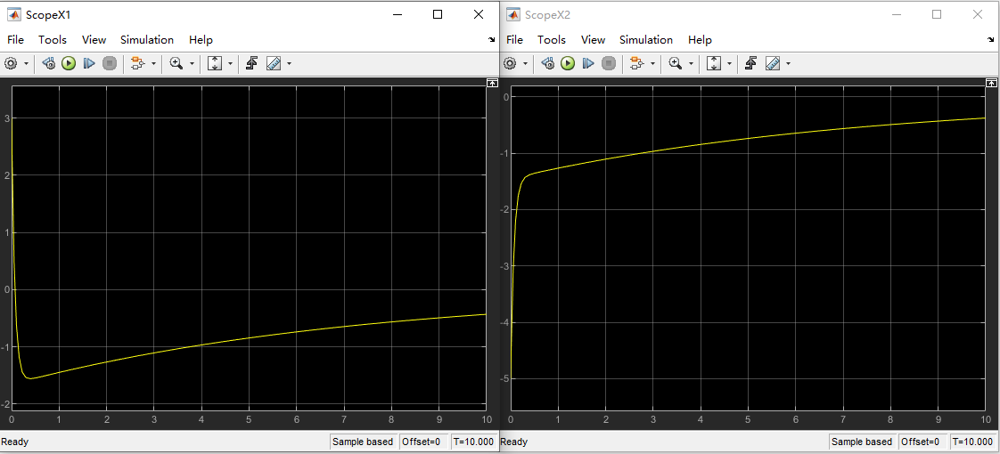 ScopeX1
File Tools View Simulation Help
3
2
1
0
-1
-2
0 1 2 3 4 5 6 7 8 9 10
Ready Sample based Offset=0 T=10.000
ScopeX2
File Tools View Simulation Help
0
-1
-2
-3
-4
-5
0 1 2 3 4 5 6 7 8 9 10
Ready Sample based Offset=0 T=10.000